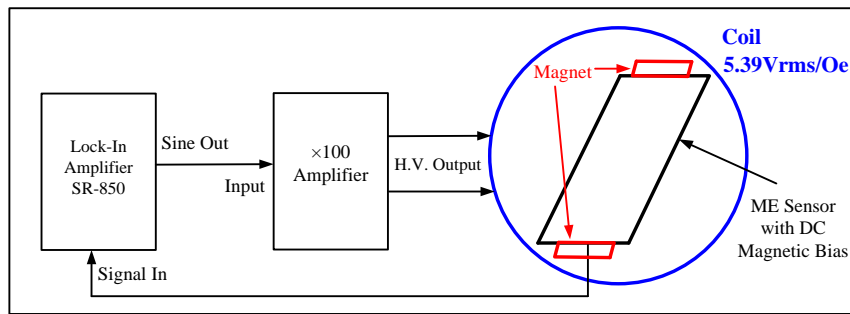 Coil
5.39Vrms/Oe
Magnet
Lock-In
Amplifier
SR-850
Sine Out
Input
×100
Amplifier
H.V. Output
ME Sensor
with DC
Magnetic Bias
Signal In